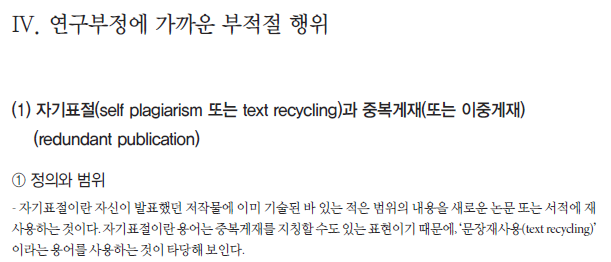 Ⅳ. 연구부정에 가까운 부적절 행위
(1) 자기표절(self plagiarism 또는 text recycling)과 중복게재(또는 이중게재)
(redundant publication)
① 정의와 범위
- 자기표절이란 자신이 발표했던 저작물에 이미 기술된 바 있는 적은 범위의 내용을 새로운 논문 또는 서적에 재
사용하는 것이다. 자기표절이란 용어는 중복게재를 지칭할 수도 있는 표현이기 때문에, ‘문장재사용(text recycling)’
이라는 용어를 사용하는 것이 타당해 보인다.